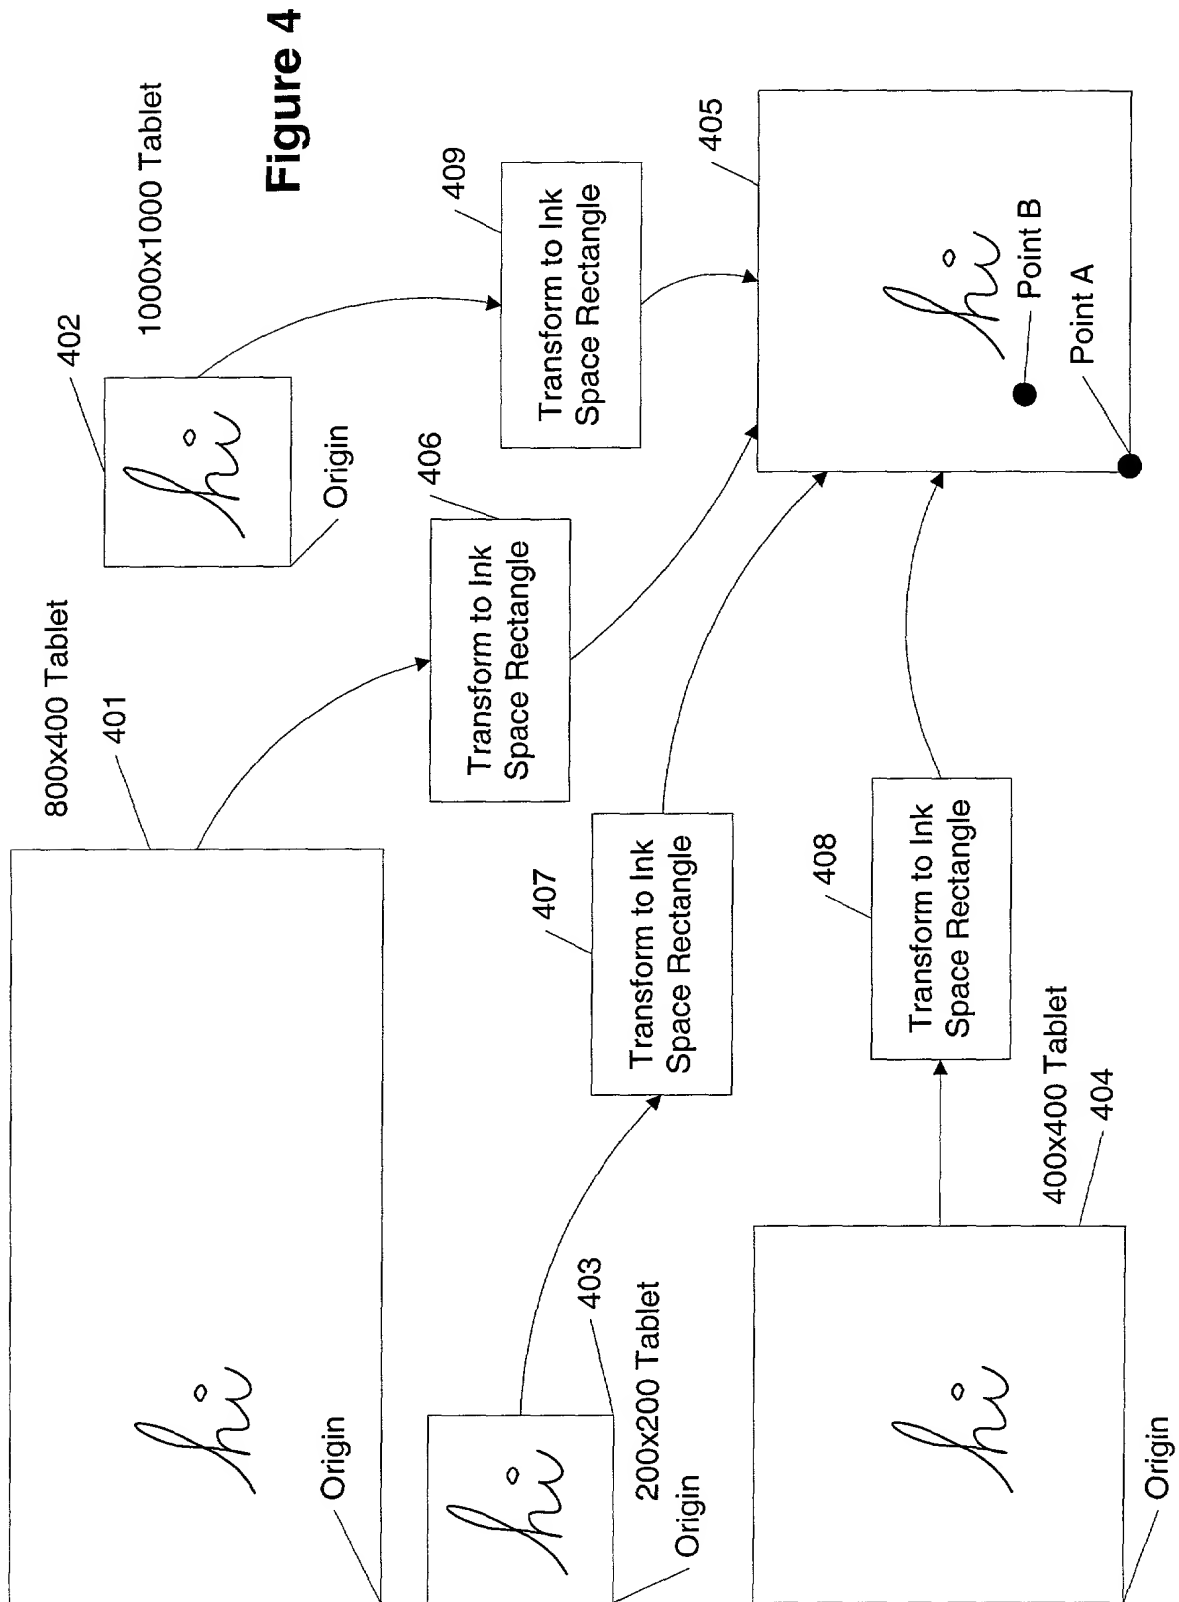 800x400 Tablet
401
hi
Origin
1000x1000 Tablet
402
hi
Origin
Figure 4
Transform to Ink
Space Rectangle
406
Transform to Ink
Space Rectangle
409
200x200 Tablet
403
hi
Origin
Transform to Ink
Space Rectangle
407
400x400 Tablet
404
hi
Origin
Transform to Ink
Space Rectangle
408
405
hi
Point B
Point A